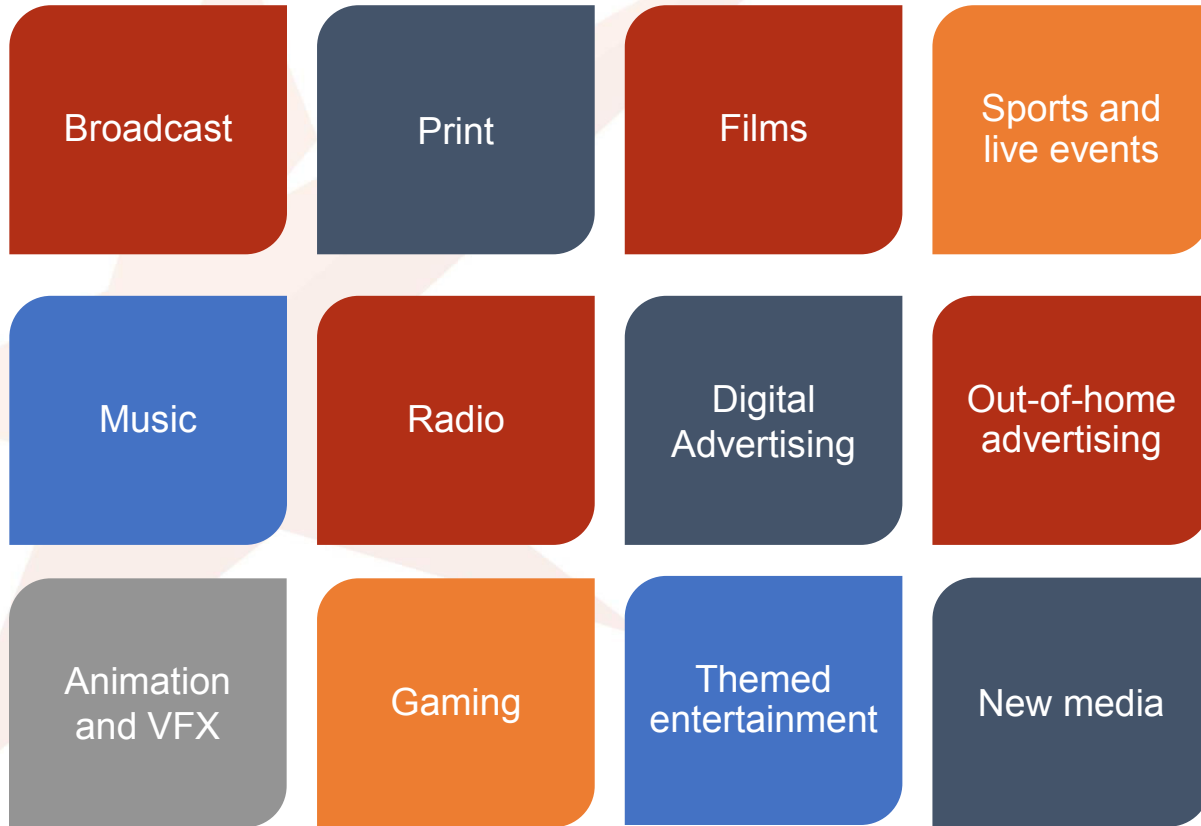 Broadcast
Print
Films
Sports and
live events
Music
Radio
Digital
Advertising
Out-of-home
advertising
Animation
and VFX
Gaming
Themed
entertainment
New media